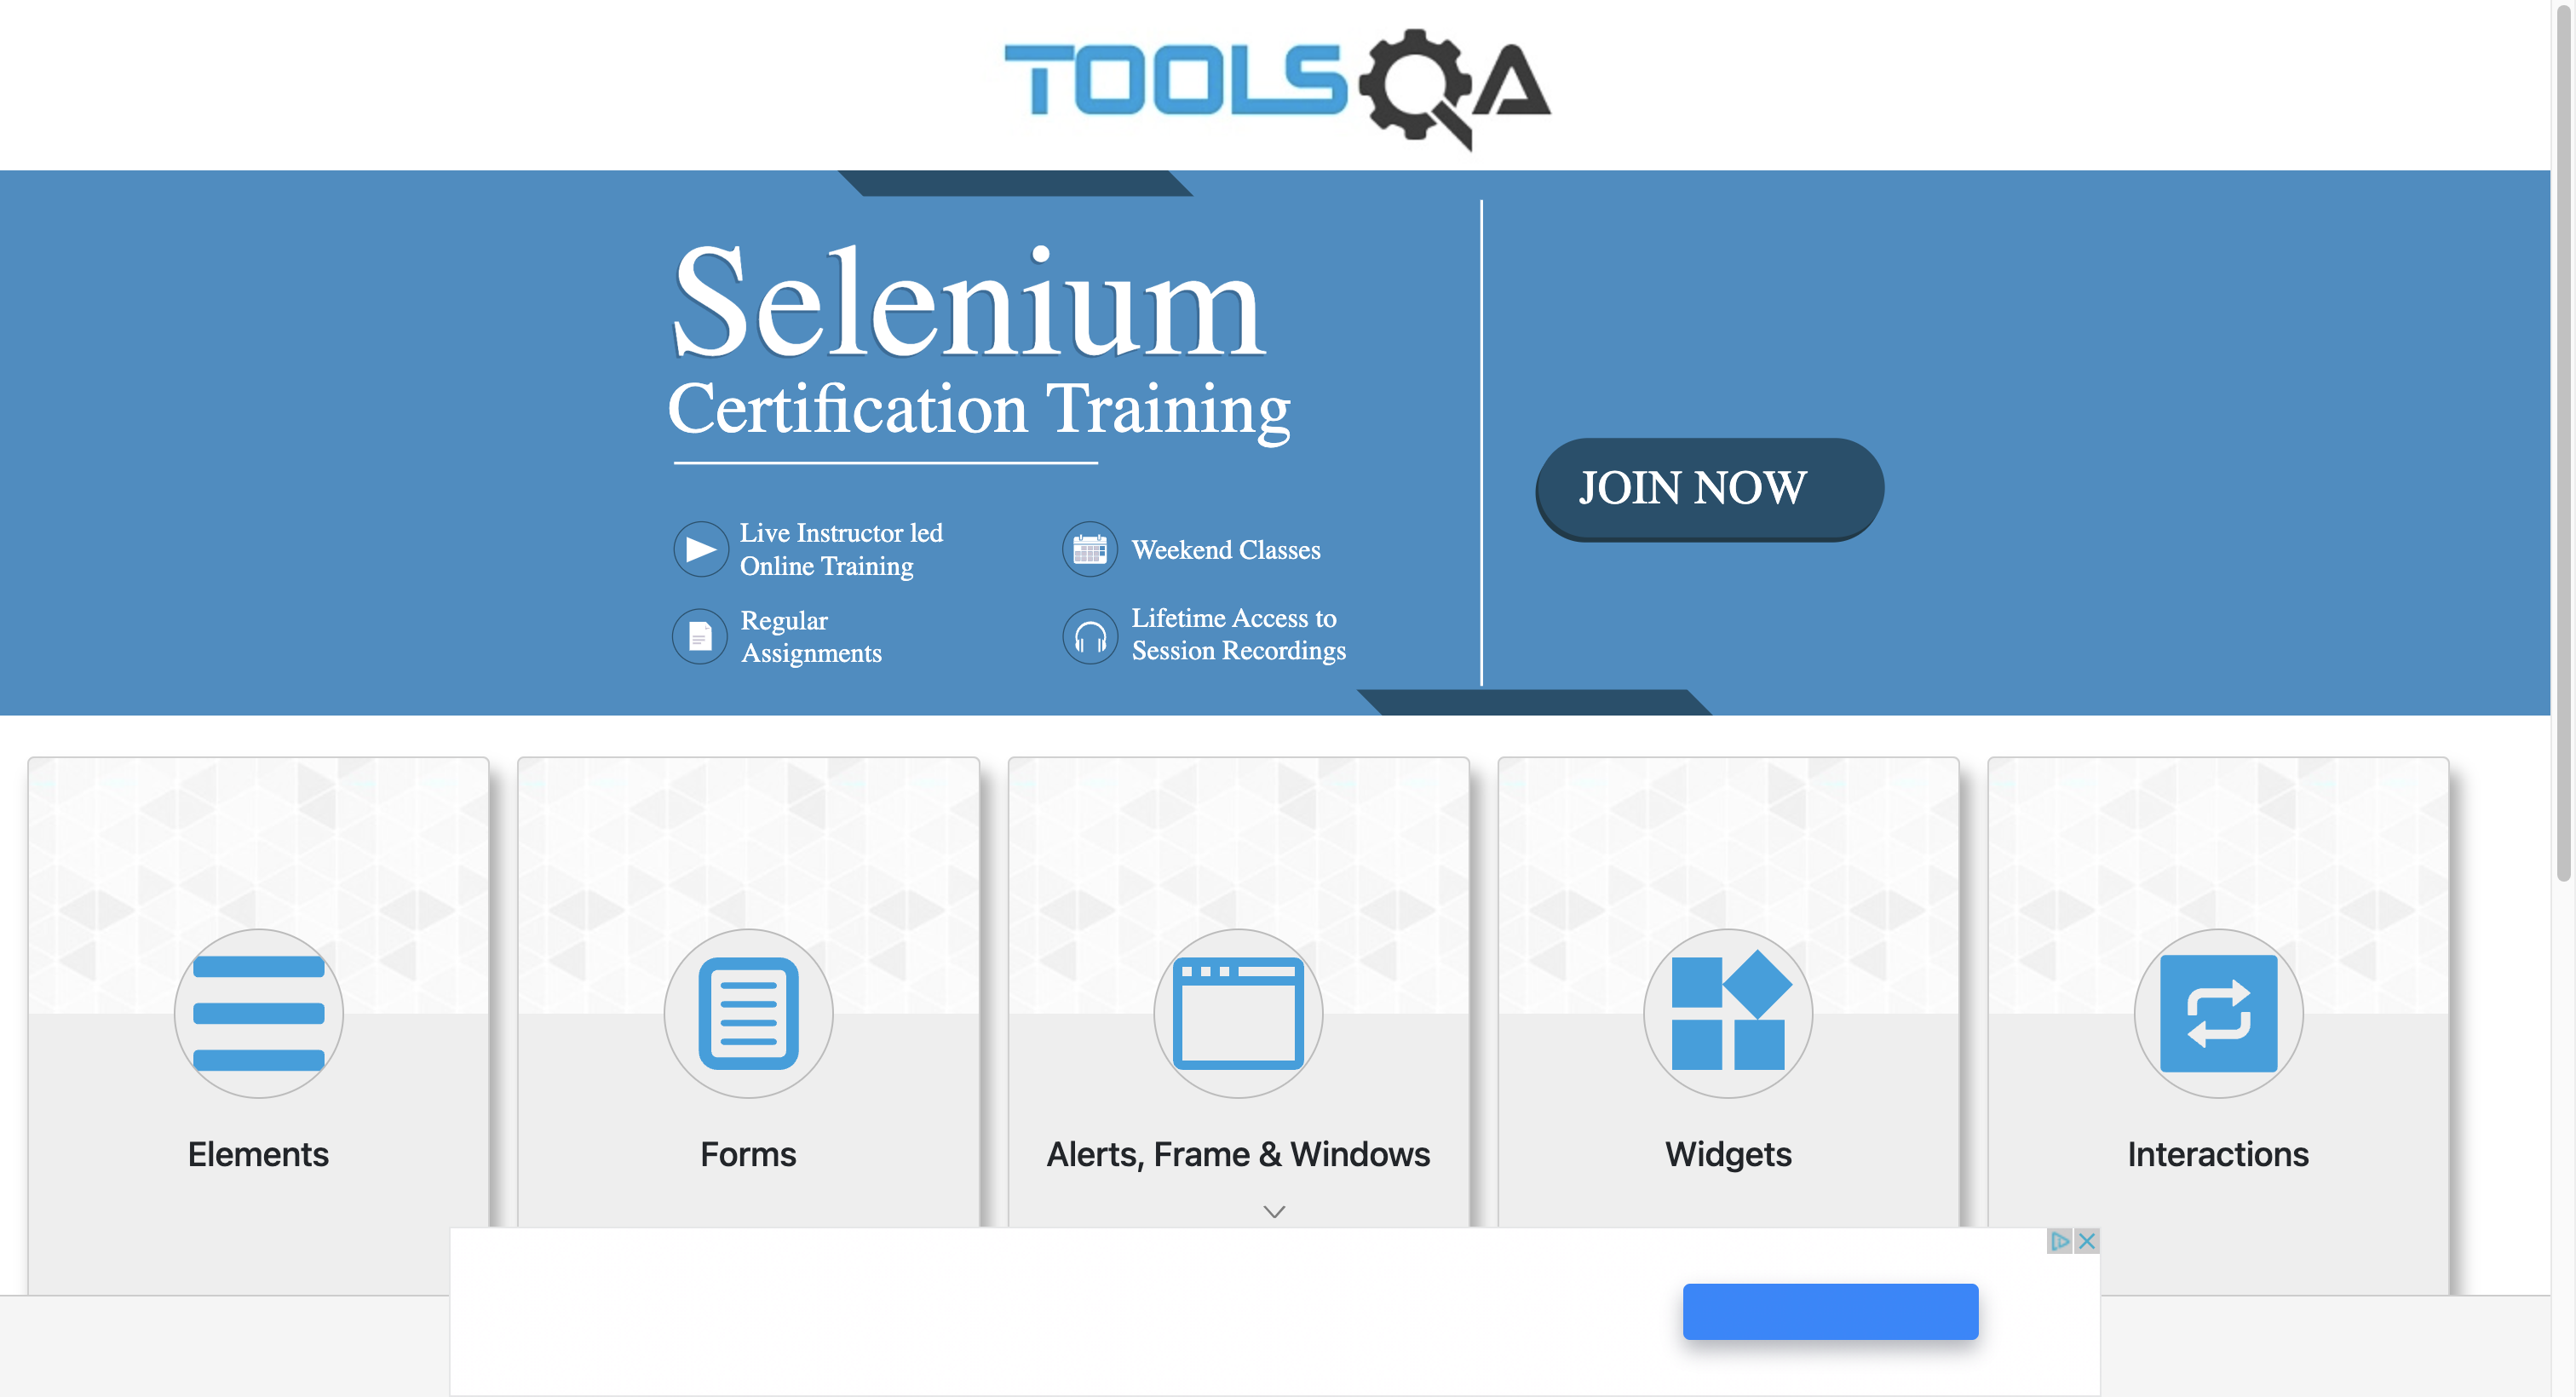 TOOLSQA
Selenium
Certification Training
JOIN NOW
Live Instructor led
Online Training
Weekend Classes
Regular
Assignments
Lifetime Access to
Session Recordings
Elements
Forms
Alerts, Frame & Windows
Widgets
Interactions